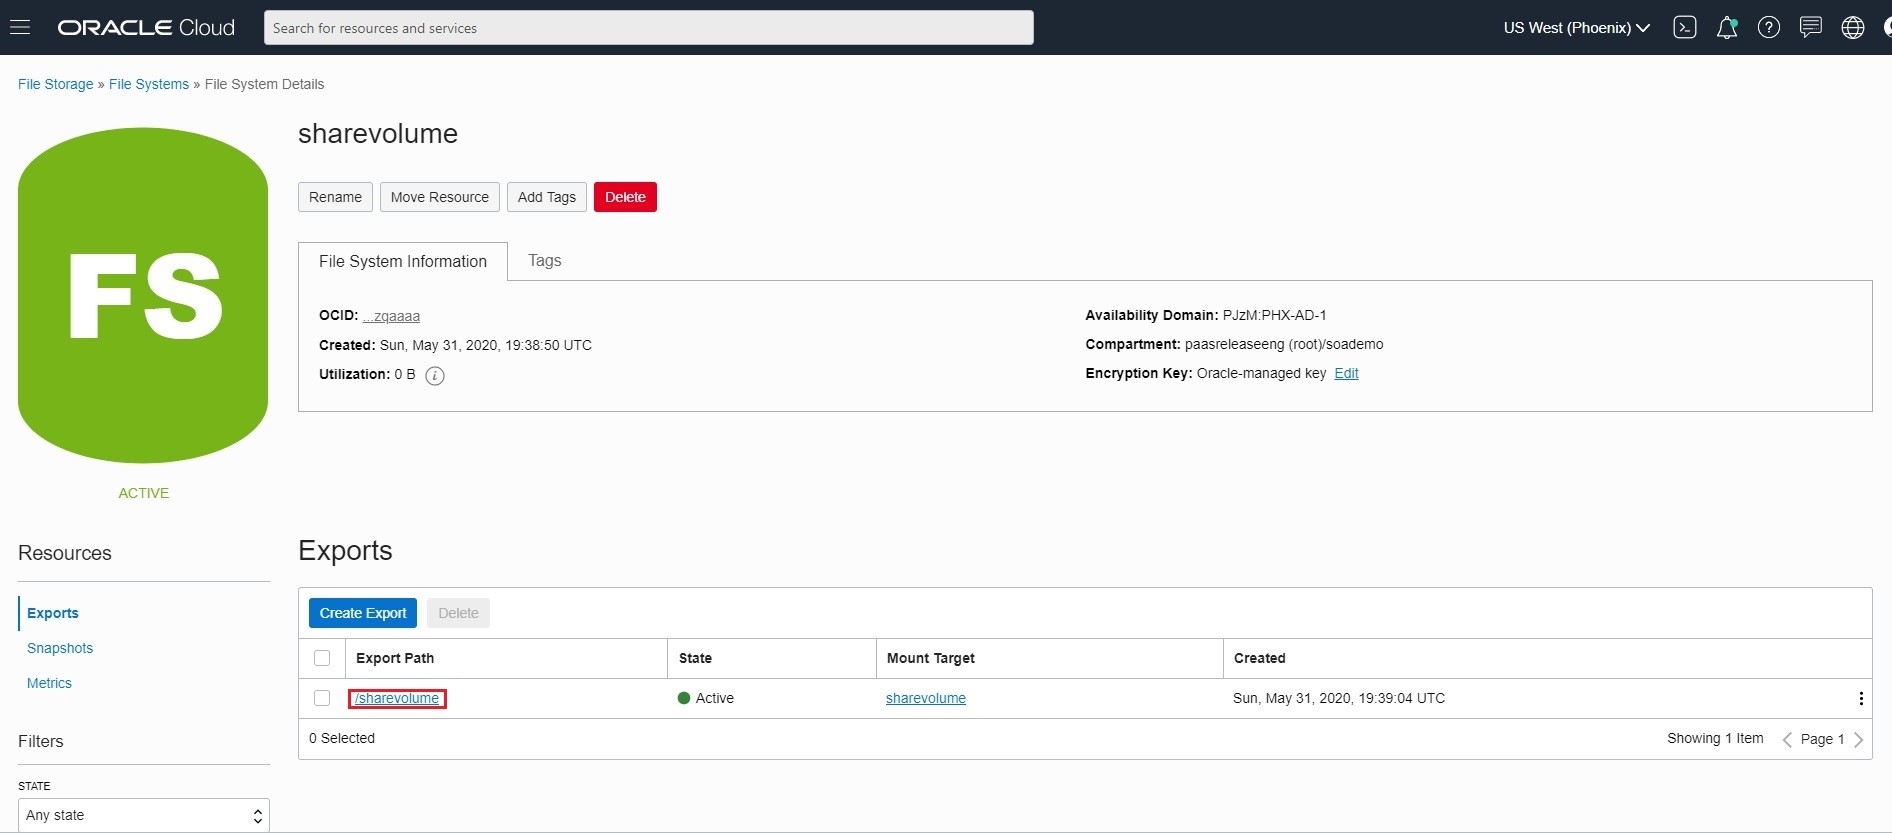 ORACLE Cloud
Search for resources and services
US West (Phoenix)
File Storage » File Systems » File System Details
FS
ACTIVE
sharevolume
Rename Move Resource Add Tags Delete
File System Information Tags
OCID: ...zqaaaa
Created: Sun, May 31, 2020, 19:38:50 UTC
Utilization: 0 B i
Availability Domain: PJzM:PHX-AD-1
Compartment: paasreleaseeng (root)/soademo
Encryption Key: Oracle-managed key Edit
Resources
Exports
Snapshots
Metrics
Filters
STATE
Any state
Exports
Create Export Delete
Export Path State Mount Target Created
/sharevolume Active sharevolume Sun, May 31, 2020, 19:39:04 UTC
0 Selected Showing 1 Item Page 1